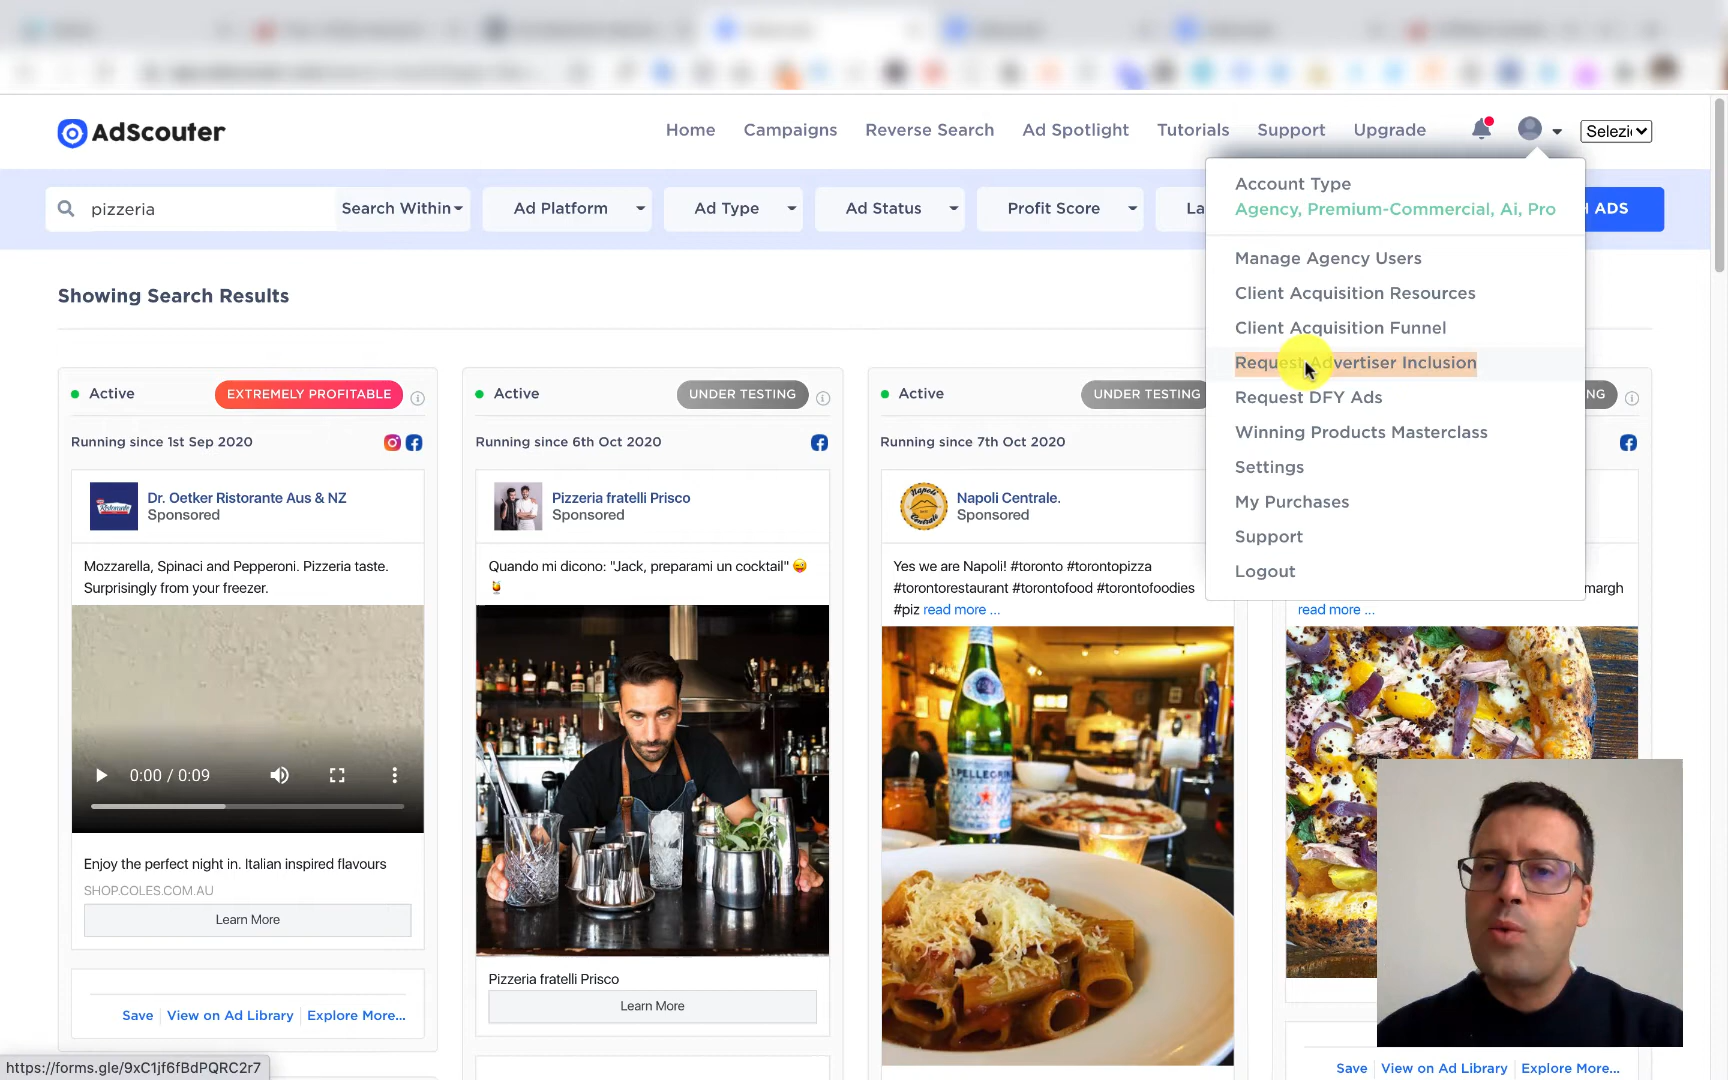 AdScouter
Home Campaigns Reverse Search Ad Spotlight Tutorials Support Upgrade
Selezi
pizzeria
Search Within
Ad Platform
Ad Type
Ad Status
Profit Score
La
ADS
Account Type
Agency, Premium-Commercial, Ai, Pro
Manage Agency Users
Client Acquisition Resources
Client Acquisition Funnel
Request Advertiser Inclusion
Request DFY Ads
Winning Products Masterclass
Settings
My Purchases
Support
Logout
Showing Search Results
Active
EXTREMELY PROFITABLE
Running since 1st Sep 2020
Dr. Oetker Ristorante Aus & NZ
Sponsored
Mozzarella, Spinaci and Pepperoni. Pizzeria taste.
Surprisingly from your freezer.
0:00 / 0:09
Enjoy the perfect night in. Italian inspired flavours
SHOP.COLES.COM.AU
Learn More
Save View on Ad Library Explore More...
Active
UNDER TESTING
Running since 6th Oct 2020
Pizzeria fratelli Prisco
Sponsored
Quando mi dicono: "Jack, preparami un cocktail" 😜
🍹
Pizzeria fratelli Prisco
Learn More
Active
UNDER TESTING
Running since 7th Oct 2020
Napoli Centrale.
Sponsored
Yes we are Napoli! #toronto #torontopizza
#torontorestaurant #torontofood #torontofoodies
#piz read more ...
S.PELLEGRINO
NG
margh
read more ...
Save View on Ad Library Explore More...
https://forms.gle/9xC1jf6fBdPQRC2r7